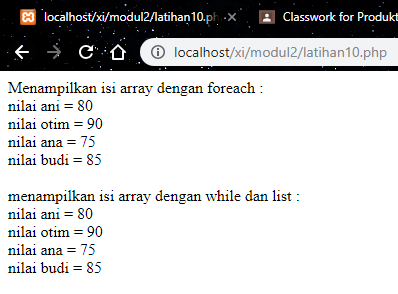 localhost/xi/modul2/latihan10.ph
Classwork for Produkt
localhost/xi/modul2/latihan10.php
Menampilkan isi array dengan foreach :
nilai ani = 80
nilai otim = 90
nilai ana = 75
nilai budi = 85
menampilkan isi array dengan while dan list :
nilai ani = 80
nilai otim = 90
nilai ana = 75
nilai budi = 85